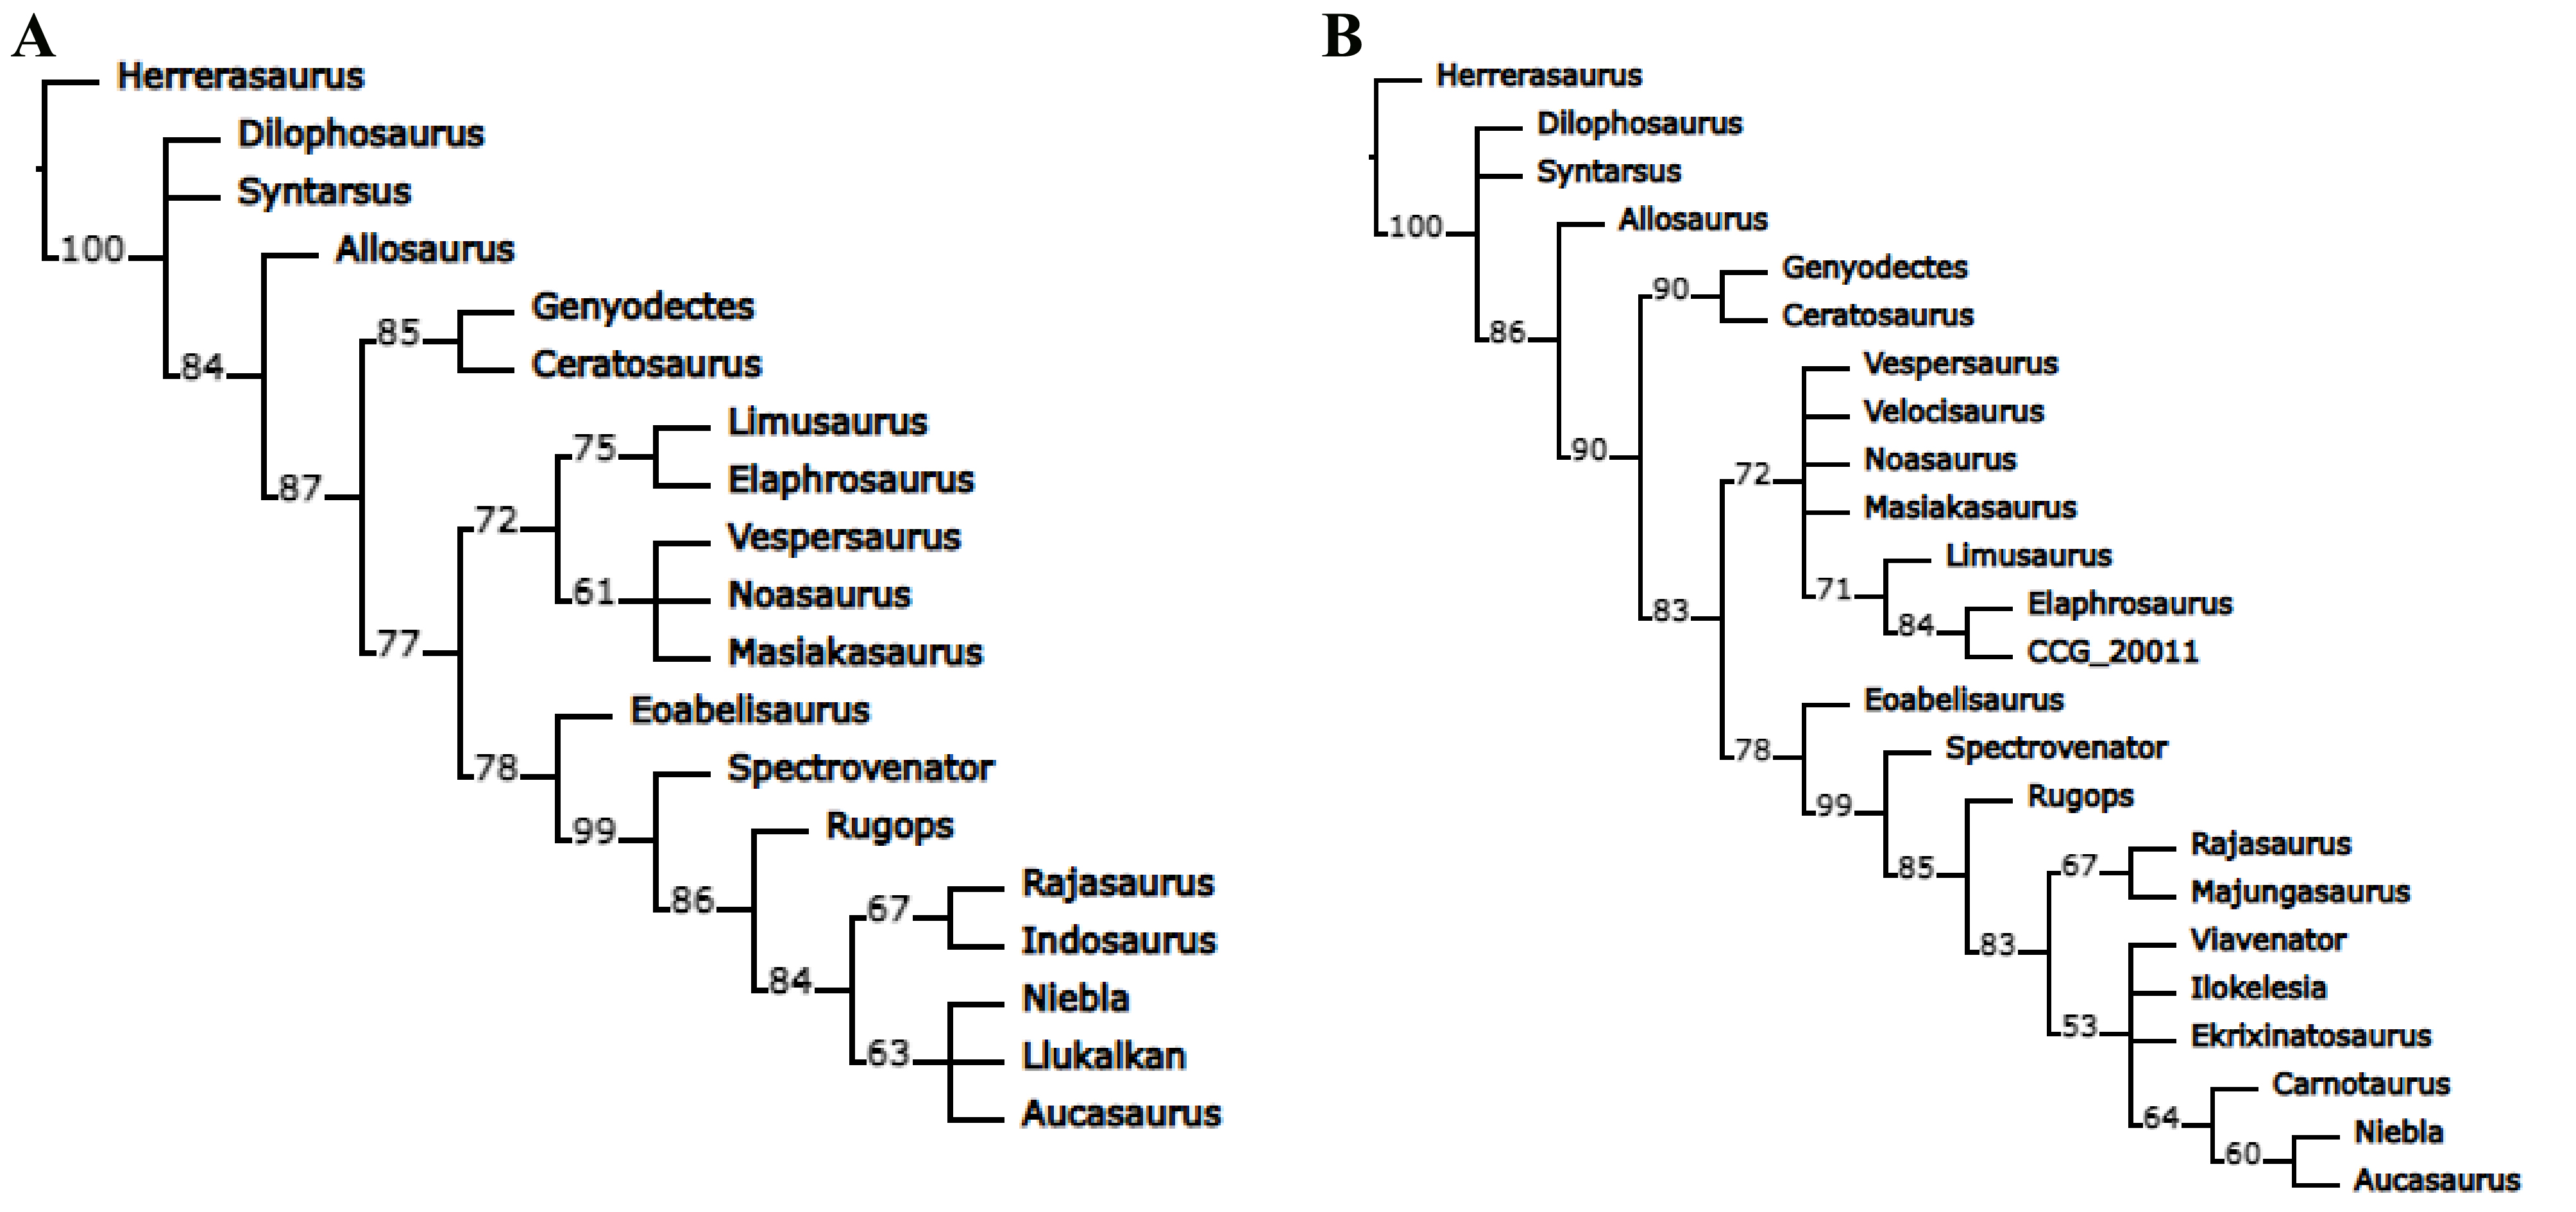 A
Herrerasaurus
Dilophosaurus
Syntarsus
100
Allosaurus
Genyodectes
85
Ceratosaurus
84
Limusaurus
75
Elaphrosaurus
87
72
Vespersaurus
61
Noasaurus
77
Masiakasaurus
Eoabelisaurus
78
Spectrovenator
99
Rugops
86
Rajasaurus
67
Indosaurus
84
Niebla
63
Llukalkan
Aucasaurus
B
Herrerasaurus
Dilophosaurus
Syntarsus
100
Allosaurus
Genyodectes
90
Ceratosaurus
86
Vespersaurus
Velocisaurus
90
Noasaurus
72
Masiakasaurus
Limusaurus
71
Elaphrosaurus
83
84
CCG_20011
Eoabelisaurus
78
Spectrovenator
99
Rugops
Rajasaurus
85
67
Majungasaurus
83
Viavenator
Ilokelesia
53
Ekrixinatosaurus
Carnotaurus
64
Niebla
60
Aucasaurus